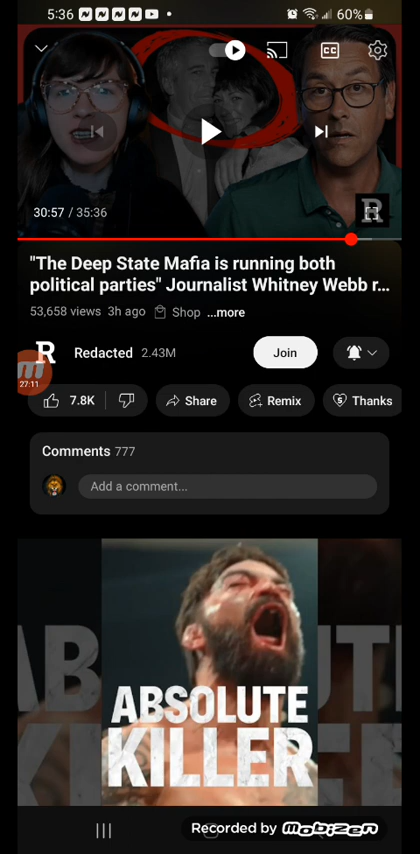 5:36
60%
CC
30:57 / 35:36
R
"The Deep State Mafia is running both
political parties" Journalist Whitney Webb r...
53,658 views 3h ago Shop ...more
R Redacted 2.43M Join
27:11
7.8K Share Remix Thanks
Comments 777
Add a comment...
ABSOLUTE
KILLER
Recorded by mobizen